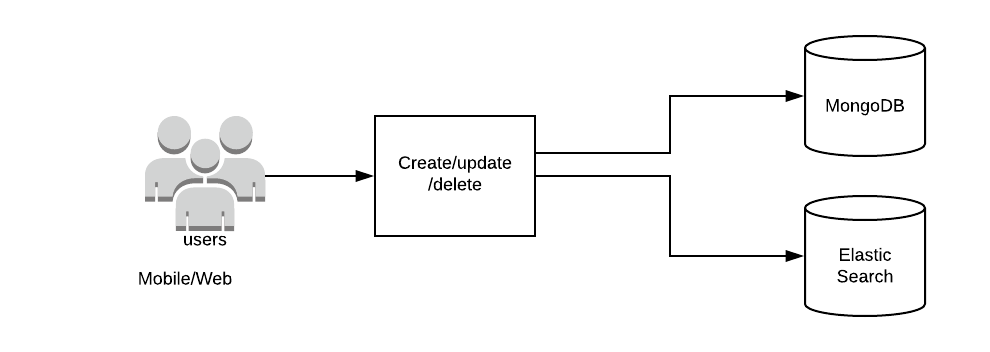 users
Mobile/Web
Create/update
/delete
MongoDB
Elastic
Search